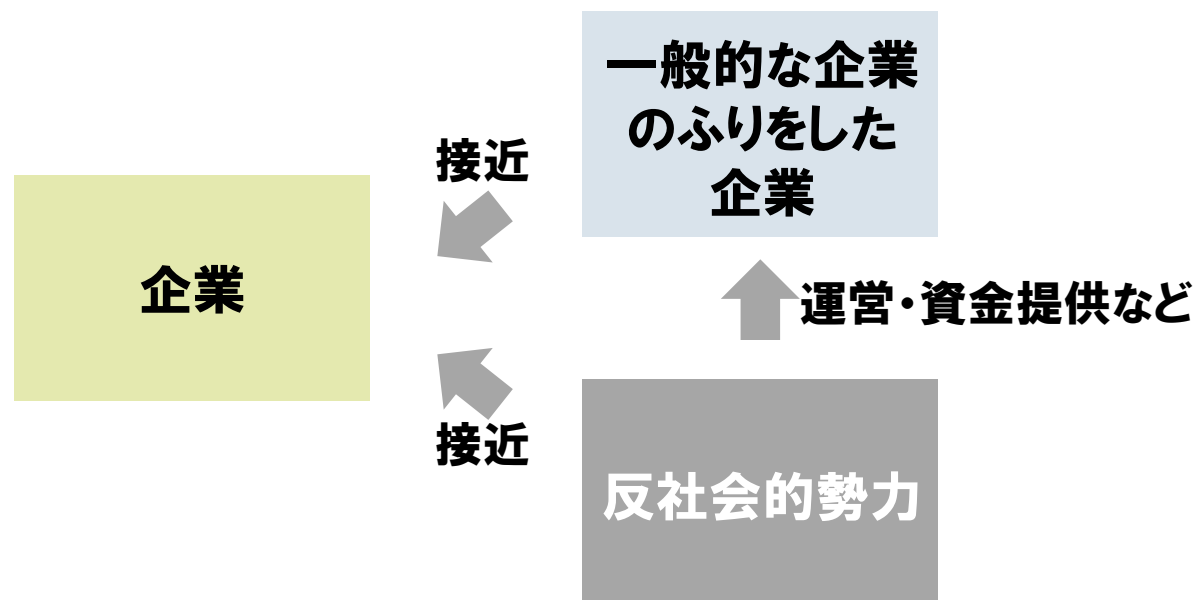 一般的な企業
のふりをした
企業
接近
企業
運営・資金提供など
接近
反社会的勢力